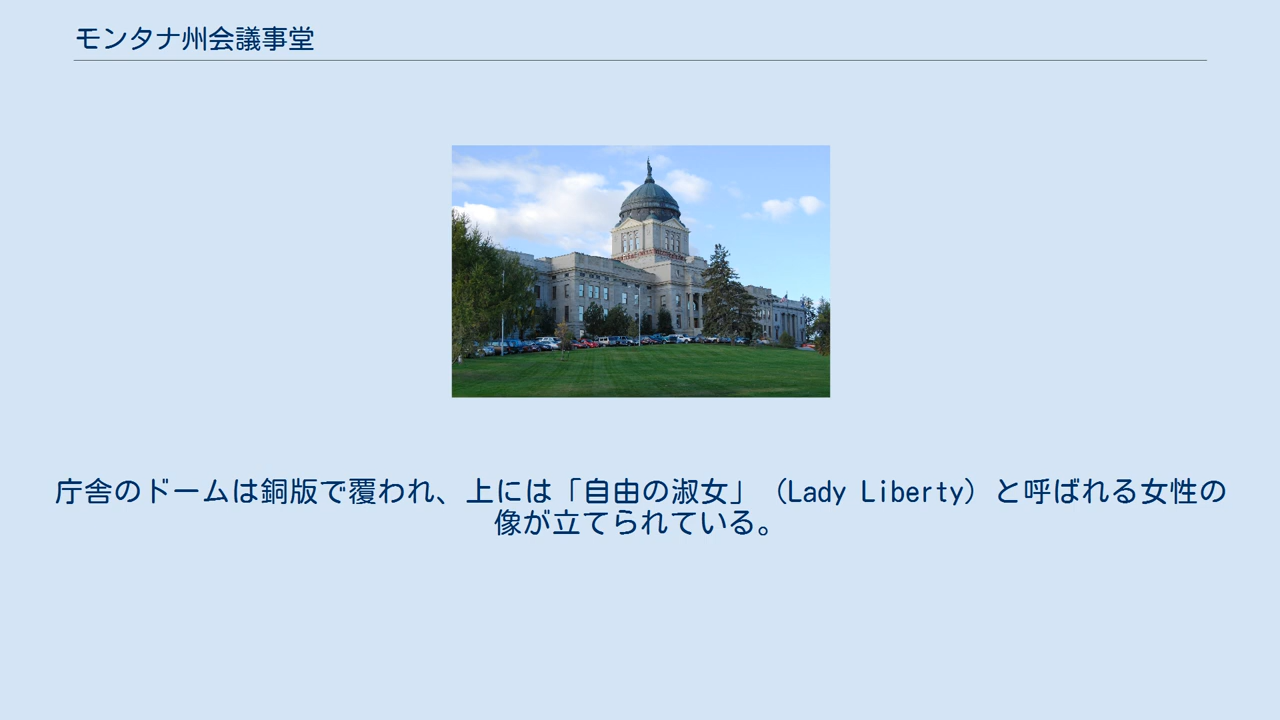 モンタナ州会議事堂
庁舎のドームは銅版で覆われ、上には「自由の淑女」（Lady Liberty）と呼ばれる女性の
像が立てられている。